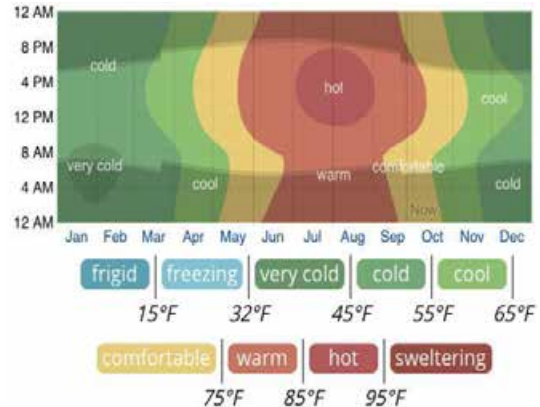 12 AM
8 PM
cold
4 PM
hot
cool
12 PM
8 AM
very cold
warm
comfortable
cool
cold
4 AM
Now
12 AM
Jan Feb Mar Apr May Jun Jul Aug Sep Oct Nov Dec
frigid freezing very cold cold cool
15°F 32°F 45°F 55°F 65°F
comfortable warm hot sweltering
75°F 85°F 95°F